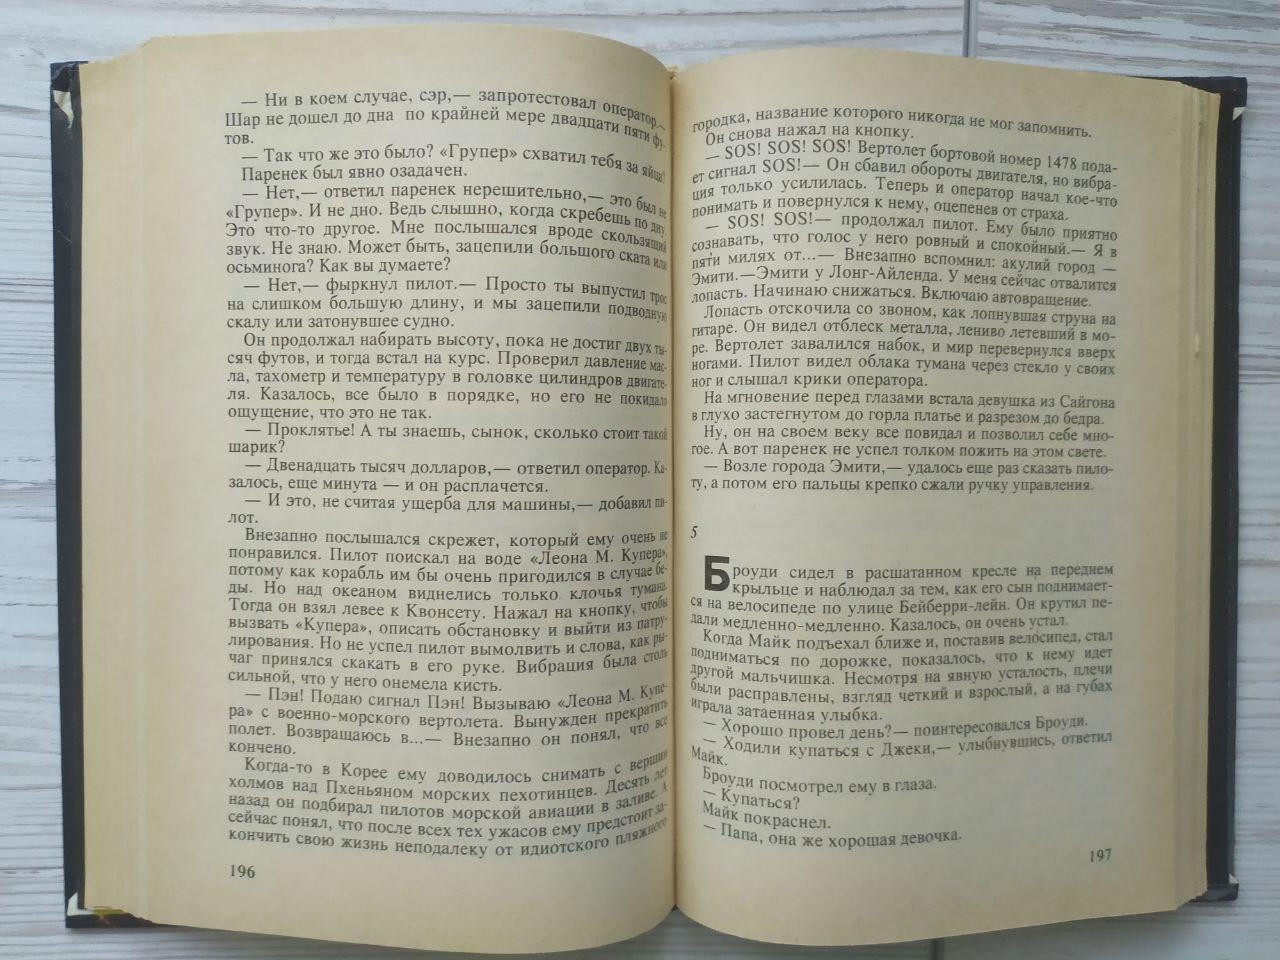 — Ни в коем случае, сэр,— запротестовал оператор.—
Шар не дошел до дна по крайней мере двадцати пяти фу-
тов.
— Так что же это было? «Групер» схватил тебя за яйца?
Паренек был явно озадачен.
— Нет,— ответил паренек нерешительно,— это был не
«Групер». И не дно. Ведь слышно, когда скребешь по дну.
Это что-то другое. Мне послышался вроде скользящий
звук. Не знаю. Может быть, зацепили большого ската или
осьминога? Как вы думаете?
— Нет,— фыркнул пилот.— Просто ты выпустил трос
на слишком большую длину, и мы зацепили подводную
скалу или затонувшее судно.
Он продолжал набирать высоту, пока не достиг двух ты-
сяч футов, и тогда встал на курс. Проверил давление мас-
ла, тахометр и температуру в головке цилиндров двигате-
ля. Казалось, все было в порядке, но его не покидало
ощущение, что это не так.
— Проклятье! А ты знаешь, сынок, сколько стоит такой
шарик?
— Двенадцать тысяч долларов,— ответил оператор. Ка-
залось, еще минута — и он расплачется.
— И это, не считая ущерба для машины,— добавил пи-
лот.
Внезапно послышался скрежет, который ему очень не
понравился. Пилот поискал на воде «Леона М. Купера»,
потому как корабль им бы очень пригодился в случае бе-
ды. Но над океаном виднелись только клочья тумана.
Тогда он взял левее к Квонсету. Нажал на кнопку, чтобы
вызвать «Купера», описать обстановку и выйти из патру-
лирования. Но не успел пилот вымолвить и слова, как ры-
чаг принялся скакать в его руке. Вибрация была столь
сильной, что у него онемела кисть.
— Пэн! Подаю сигнал Пэн! Вызываю «Леона М. Купе-
ра» с военно-морского вертолета. Вынужден прекратить
полет. Возвращаюсь в...— Внезапно он понял, что все
кончено.
Когда-то в Корее ему доводилось снимать с вершин
холмов над Пхеньяном морских пехотинцев. Десять лет
назад он подбирал пилотов морской авиации в заливе. А
сейчас понял, что после всех тех ужасов ему предстоит за-
кончить свою жизнь неподалеку от идиотского пляжного
196
городка, название которого никогда не мог запомнить.
Он снова нажал на кнопку.
— SOS! SOS! SOS! Вертолет бортовой номер 1478 пода-
ет сигнал SOS!— Он сбавил обороты двигателя, но вибра-
ция только усилилась. Теперь и оператор начал кое-что
понимать и повернулся к нему, оцепенев от страха.
— SOS! SOS!— продолжал пилот. Ему было приятно
сознавать, что голос у него ровный и спокойный.— Я в
пяти милях от...— Внезапно вспомнил: акулий город —
Эмити.—Эмити у Лонг-Айленда. У меня сейчас отвалится
лопасть. Начинаю снижаться. Включаю автовращение.
Лопасть отскочила со звоном, как лопнувшая струна на
гитаре. Он видел отблеск металла, лениво летевший в мо-
ре. Вертолет завалился набок, и мир перевернулся вверх
ногами. Пилот видел облака тумана через стекло у своих
ног и слышал крики оператора.
На мгновение перед глазами встала девушка из Сайгона
в глухо застегнутом до горла платье и разрезом до бедра.
Ну, он на своем веку все повидал и позволил себе мно-
гое. А вот паренек не успел толком пожить на этом свете.
— Возле города Эмити,— удалось еще раз сказать пило-
ту, а потом его пальцы крепко сжали ручку управления.
5
Броуди сидел в расшатанном кресле на переднем
крыльце и наблюдал за тем, как его сын поднимает-
ся на велосипеде по улице Бейберри-лейн. Он крутил пе-
дали медленно-медленно. Казалось, он очень устал.
Когда Майк подъехал ближе и, поставив велосипед, стал
подниматься по дорожке, показалось, что к нему идет
другой мальчишка. Несмотря на явную усталость, плечи
были расправлены, взгляд четкий и взрослый, а на губах
играла затаенная улыбка.
— Хорошо провел день?— поинтересовался Броуди.
— Ходили купаться с Джеки,— улыбнувшись, ответил
Майк.
Броуди посмотрел ему в глаза.
— Купаться?
Майк покраснел.
— Папа, она же хорошая девочка.
197